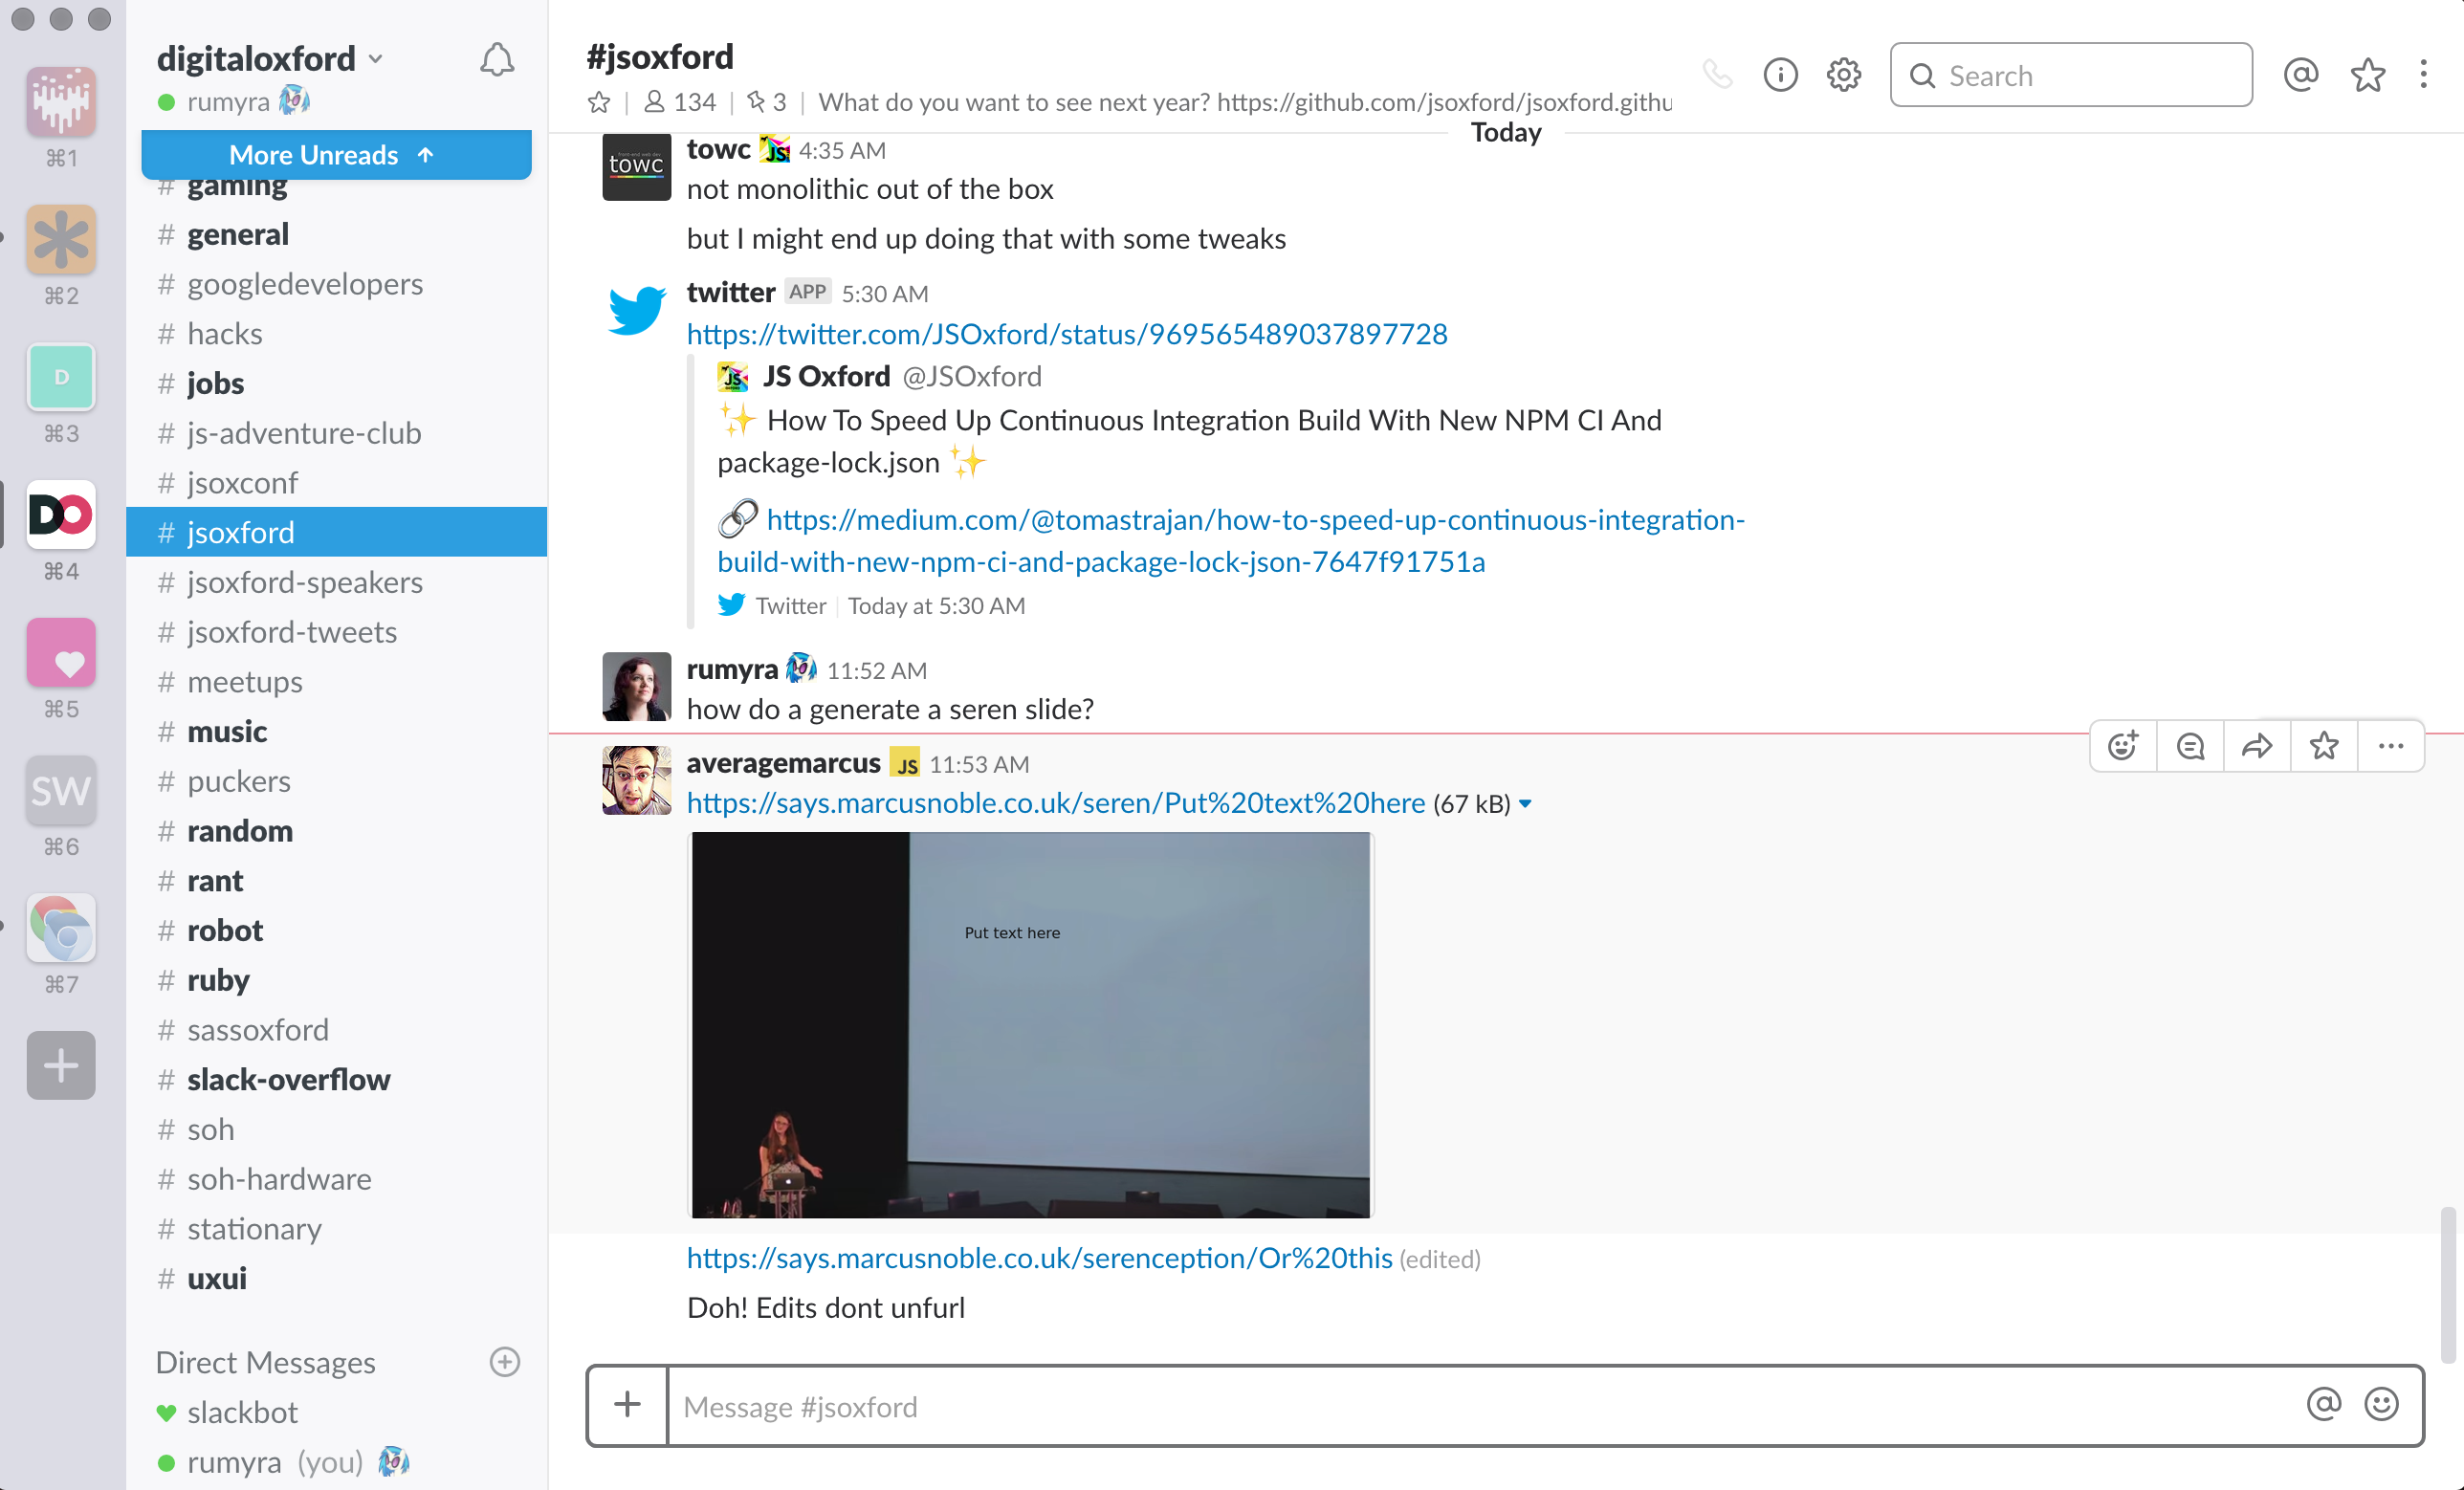 ⌘1
⌘2
D
⌘3
DO
⌘4
⌘5
SW
⌘6
⌘7
digitaloxford
rumyra
More Unreads ↑
# gaming
# general
# googledevelopers
# hacks
# jobs
# js-adventure-club
# jsoxconf
# jsoxford
# jsoxford-speakers
# jsoxford-tweets
# meetups
# music
# puckers
# random
# rant
# robot
# ruby
# sassoxford
# slack-overflow
# soh
# soh-hardware
# stationary
# uxui
Direct Messages
slackbot
rumyra (you)
#jsoxford
134 | 3 | What do you want to see next year? https://github.com/jsoxford/jsoxford.githu
Search
Today
towc
towc JS 4:35 AM
not monolithic out of the box
but I might end up doing that with some tweaks
twitter APP 5:30 AM
https://twitter.com/JSOxford/status/969565489037897728
JS JS Oxford @JSOxford
✨ How To Speed Up Continuous Integration Build With New NPM CI And
package-lock.json ✨
🔗 https://medium.com/@tomastrajan/how-to-speed-up-continuous-integration-
build-with-new-npm-ci-and-package-lock-json-7647f91751a
Twitter | Today at 5:30 AM
rumyra 11:52 AM
how do a generate a seren slide?
averagemarcus JS 11:53 AM
https://says.marcusnoble.co.uk/seren/Put%20text%20here (67 kB)
Put text here
https://says.marcusnoble.co.uk/serenception/Or%20this (edited)
Doh! Edits dont unfurl
Message #jsoxford